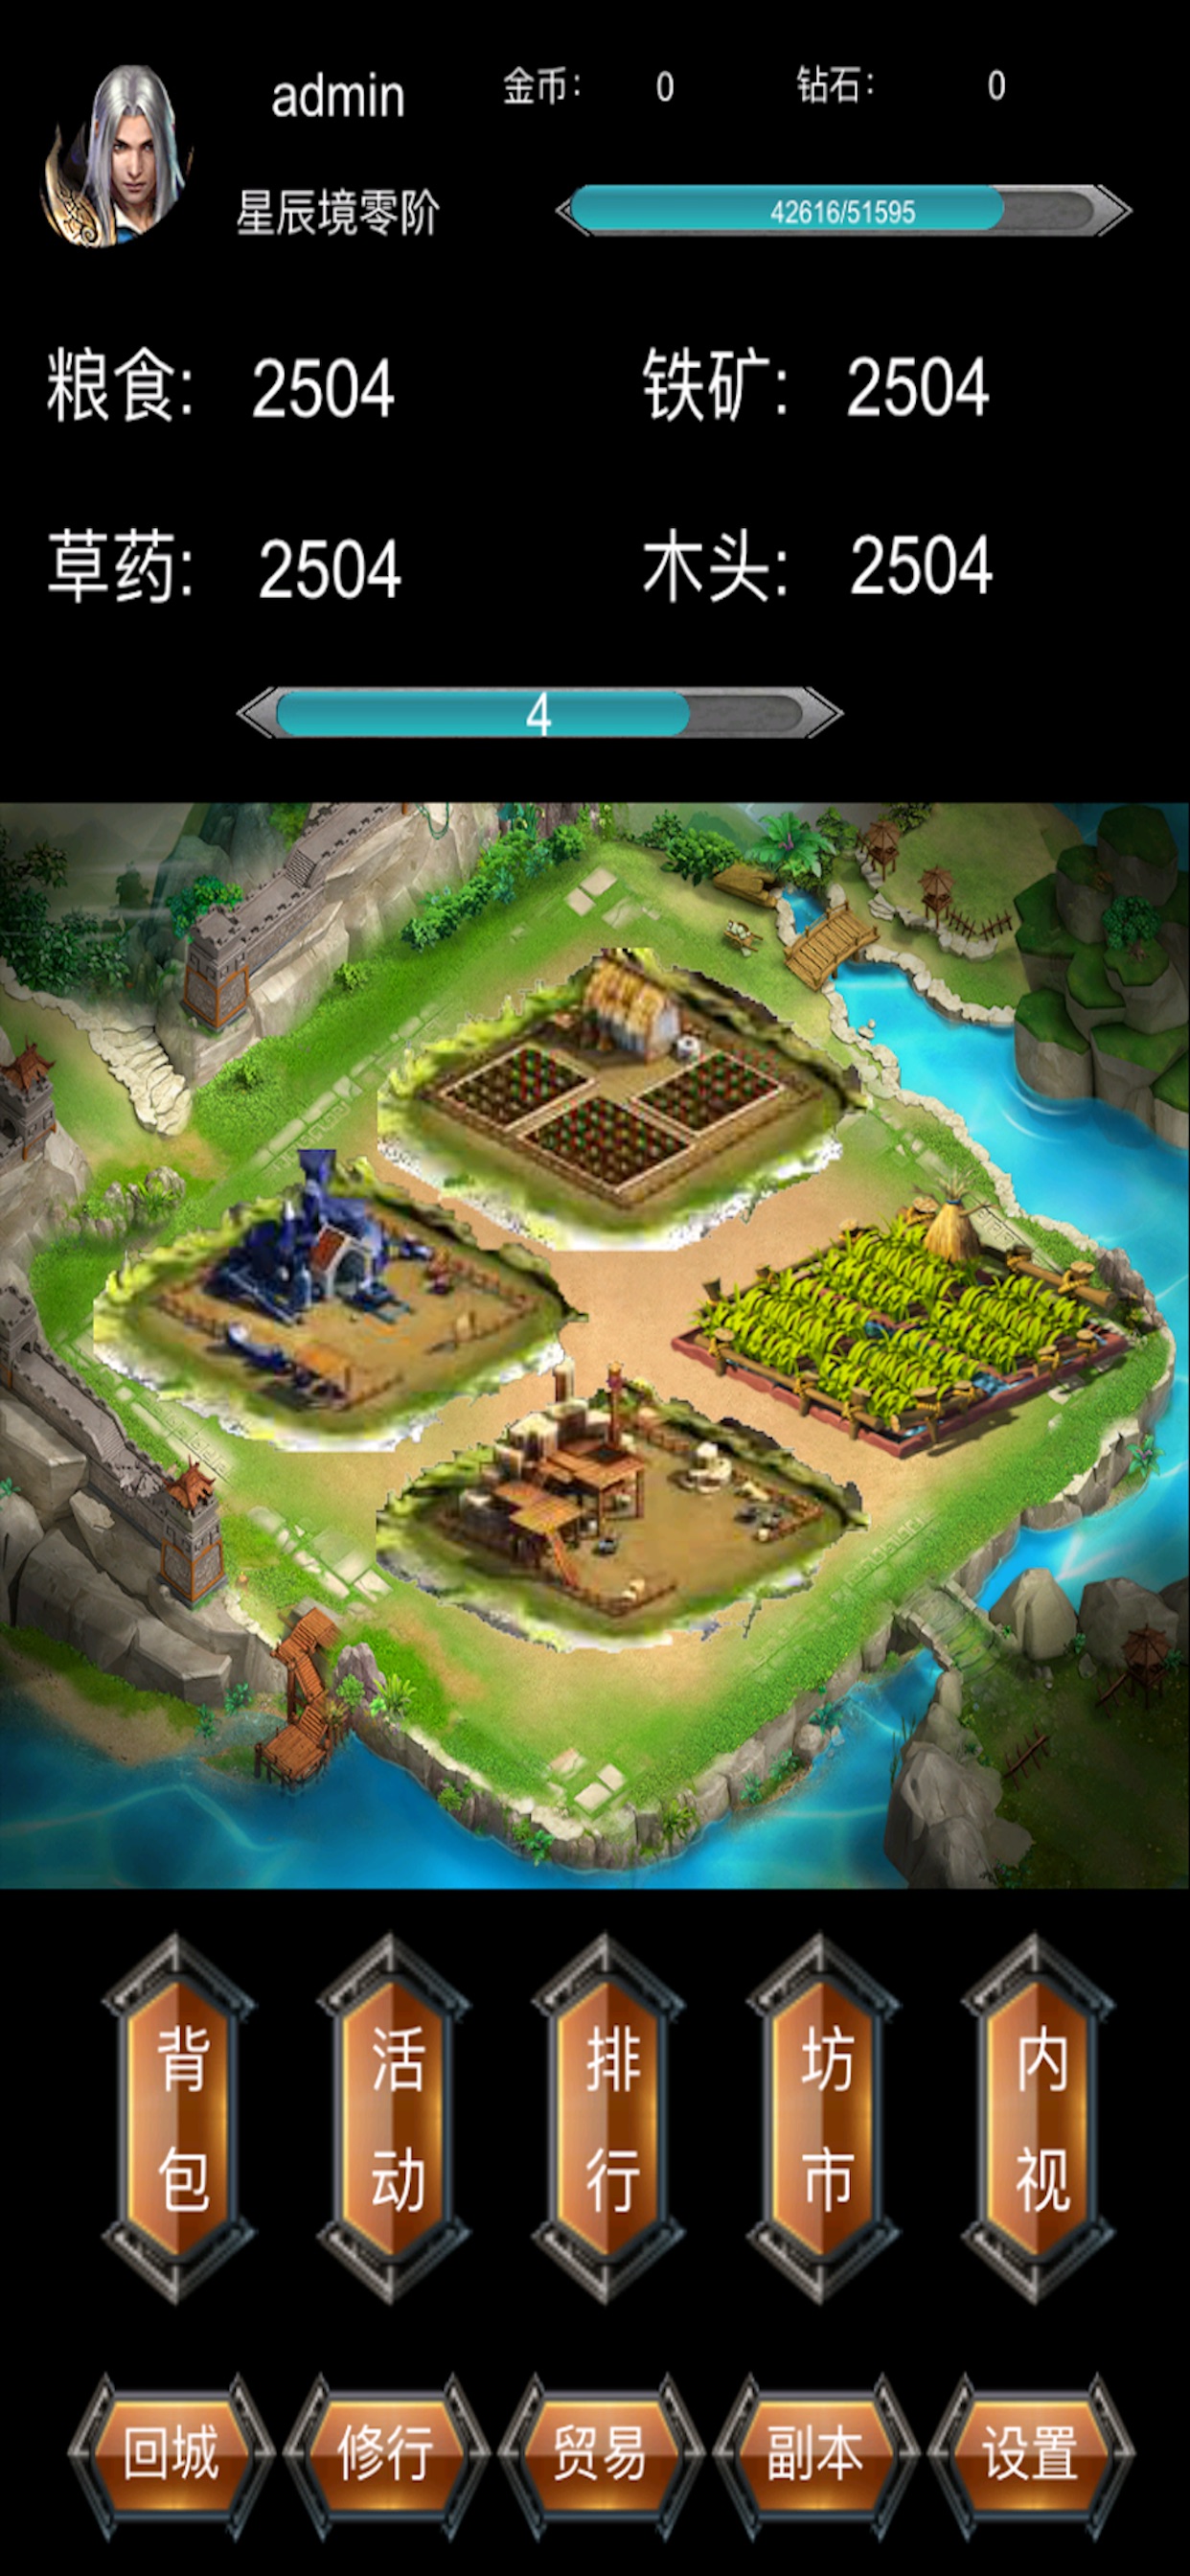 admin 金币: 0 钻石: 0
星辰境零阶 42616/51595
粮食: 2504 铁矿: 2504
草药: 2504 木头: 2504
4
背包 活动 排行 坊市 内视
回城 修行 贸易 副本 设置